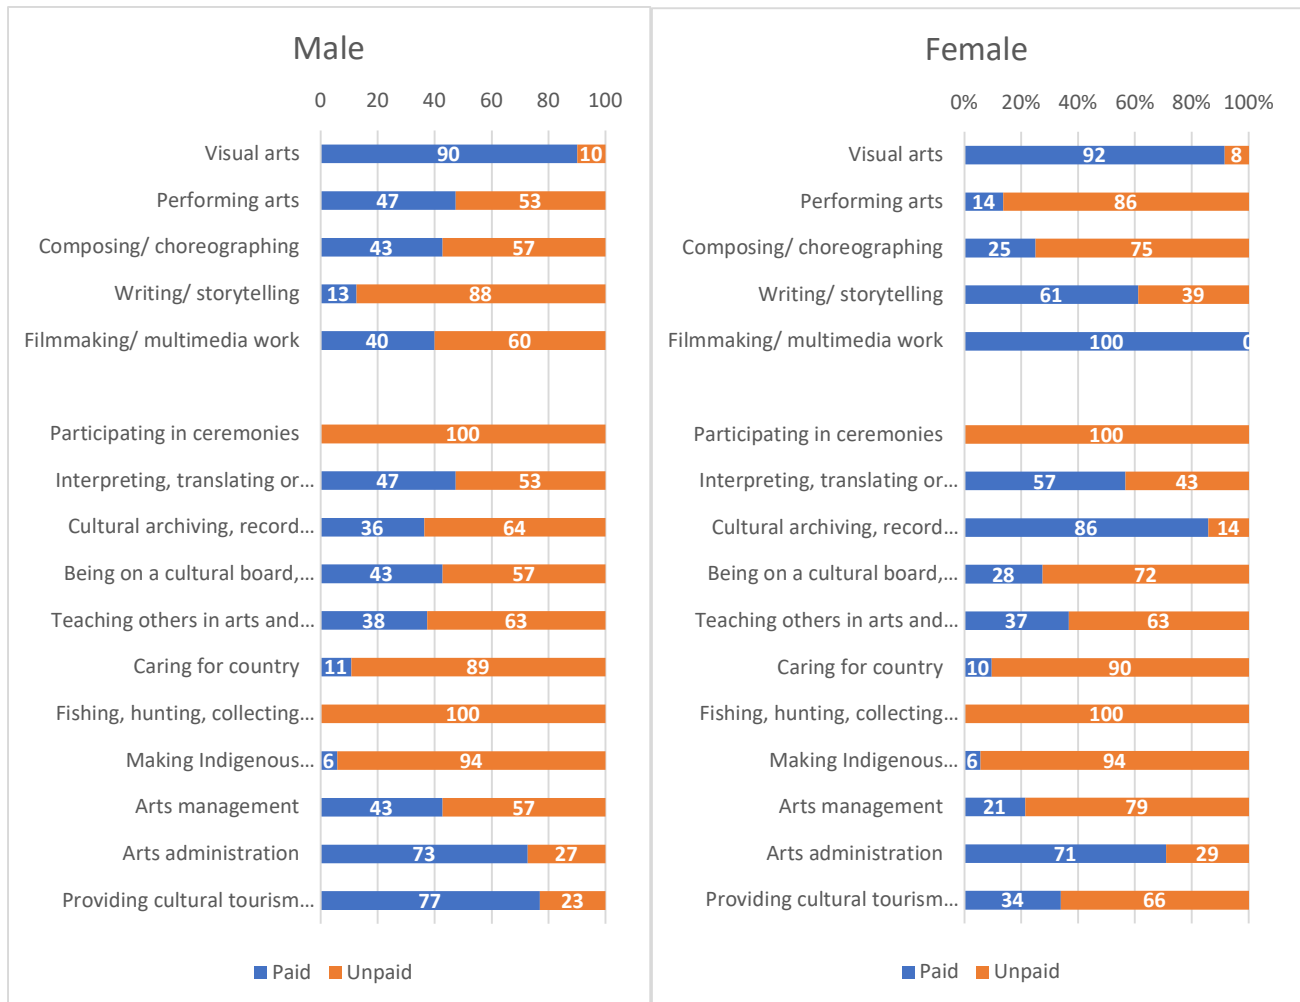 Male
0 20 40 60 80 100
Visual arts 90 10
Performing arts 47 53
Composing/ choreographing 43 57
Writing/ storytelling 13 88
Filmmaking/ multimedia work 40 60
Participating in ceremonies 100
Interpreting, translating or... 47 53
Cultural archiving, record... 36 64
Being on a cultural board,... 43 57
Teaching others in arts and... 38 63
Caring for country 11 89
Fishing, hunting, collecting... 100
Making Indigenous... 6 94
Arts management 43 57
Arts administration 73 27
Providing cultural tourism... 77 23
Paid Unpaid
Female
0% 20% 40% 60% 80% 100%
Visual arts 92 8
Performing arts 14 86
Composing/ choreographing 25 75
Writing/ storytelling 61 39
Filmmaking/ multimedia work 100 0
Participating in ceremonies 100
Interpreting, translating or... 57 43
Cultural archiving, record... 86 14
Being on a cultural board,... 28 72
Teaching others in arts and... 37 63
Caring for country 10 90
Fishing, hunting, collecting... 100
Making Indigenous... 6 94
Arts management 21 79
Arts administration 71 29
Providing cultural tourism... 34 66
Paid Unpaid